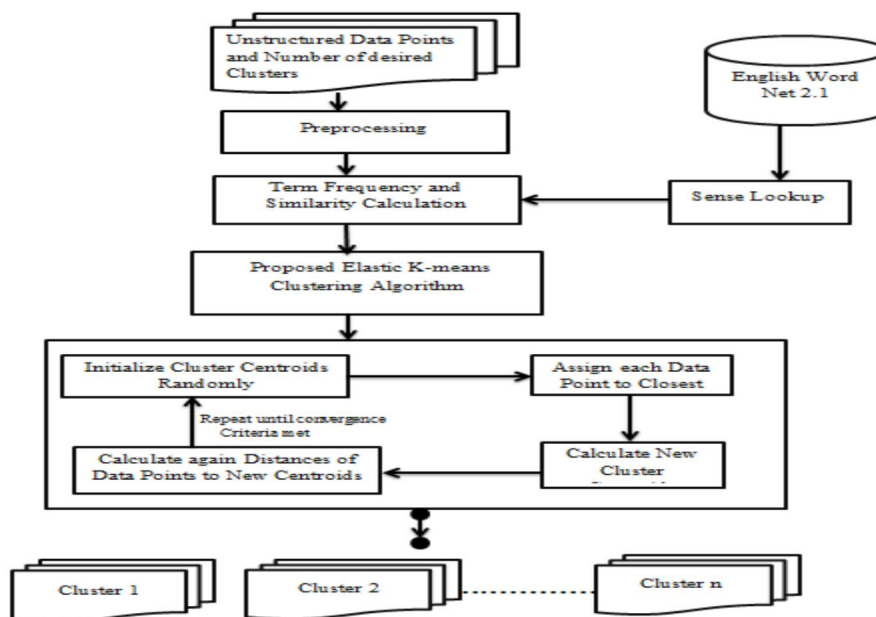 Unstructured Data Points
and Number of desired
Clusters
English Word
Net 2.1
Preprocessing
Term Frequency and
Similarity Calculation
Sense Lookup
Proposed Elastic K-means
Clustering Algorithm
Initialize Cluster Centroids
Randomly
Assign each Data
Point to Closest
Repeat until convergence
Criteria met
Calculate again Distances of
Data Points to New Centroids
Calculate New
Cluster
Cluster 1
Cluster 2
Cluster n